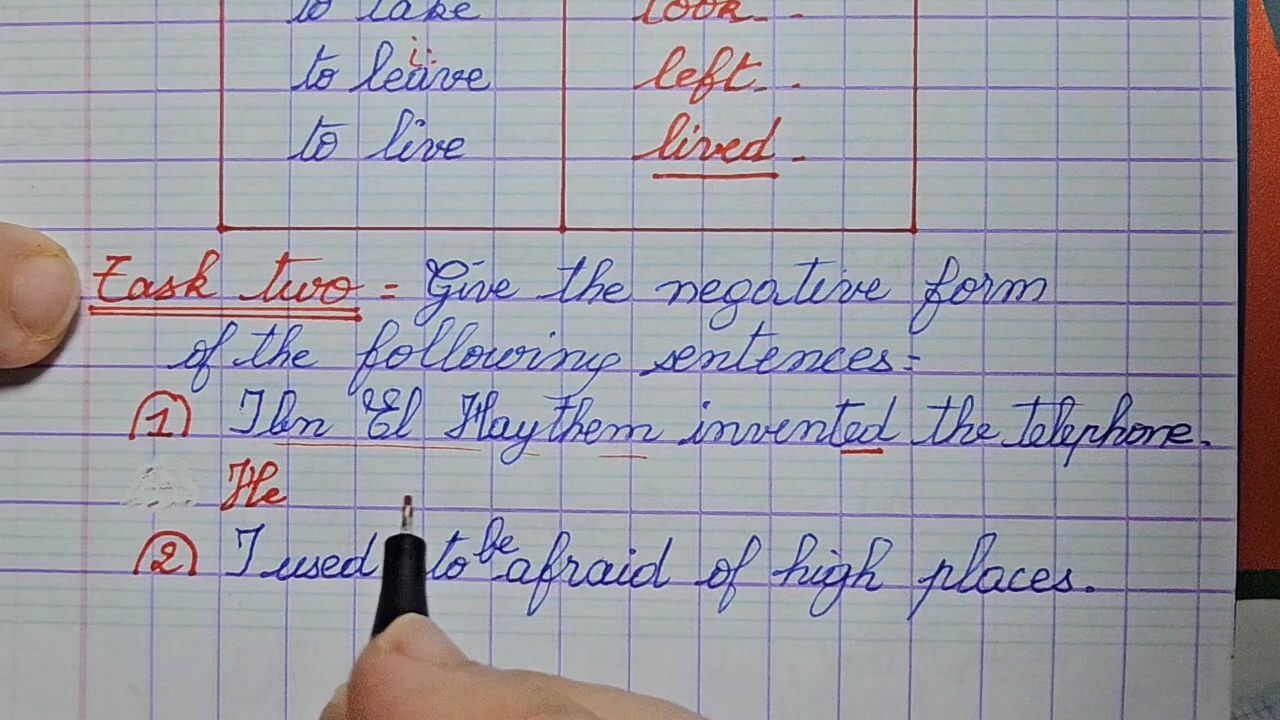 to take took.
to leave left.
i:
to live lived.
Task two = Give the negative form
of the following sentences:
① Ibn El Haythem invented the telephone.
He
② I used to be afraid of high places.